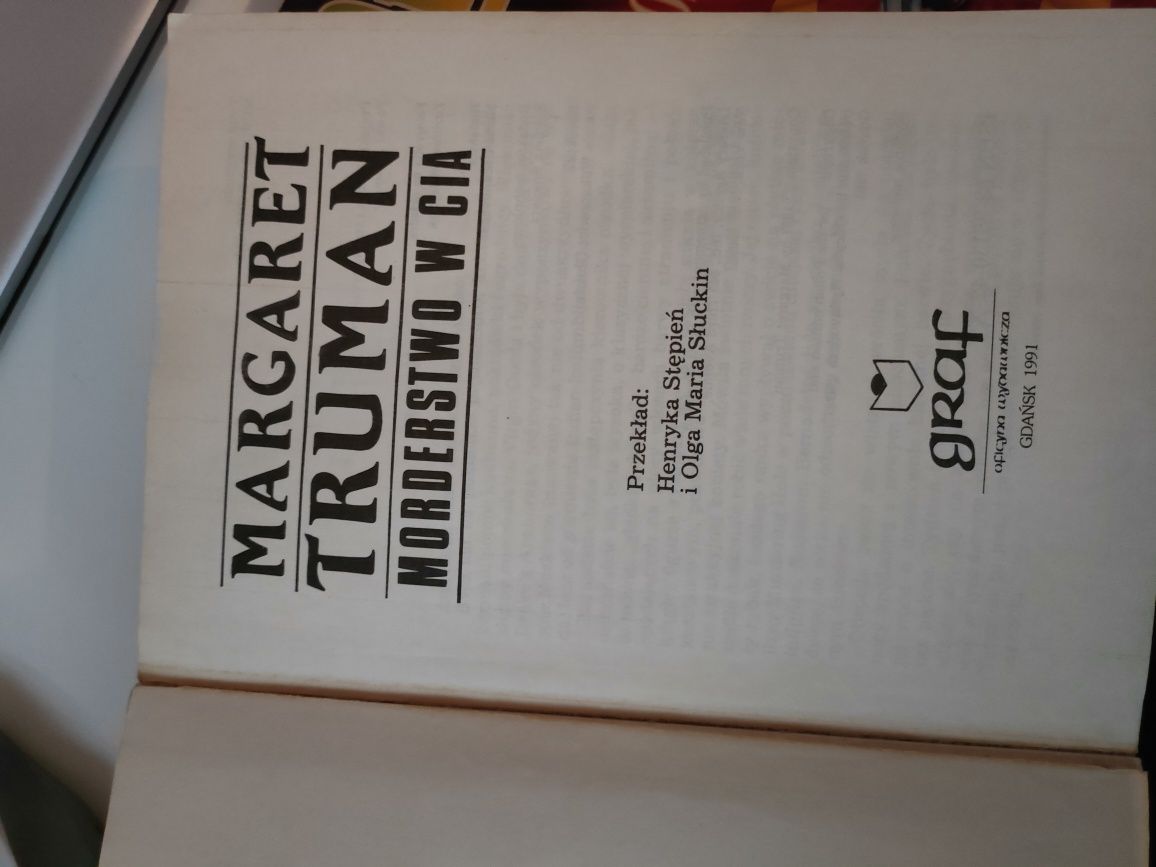 MARGARET
TRUMAN
MORDERSTWO W CIA
Przekład:
Henryka Stępień
i Olga Maria Słuckin
graf
oficyna wydawnicza
GDAŃSK 1991